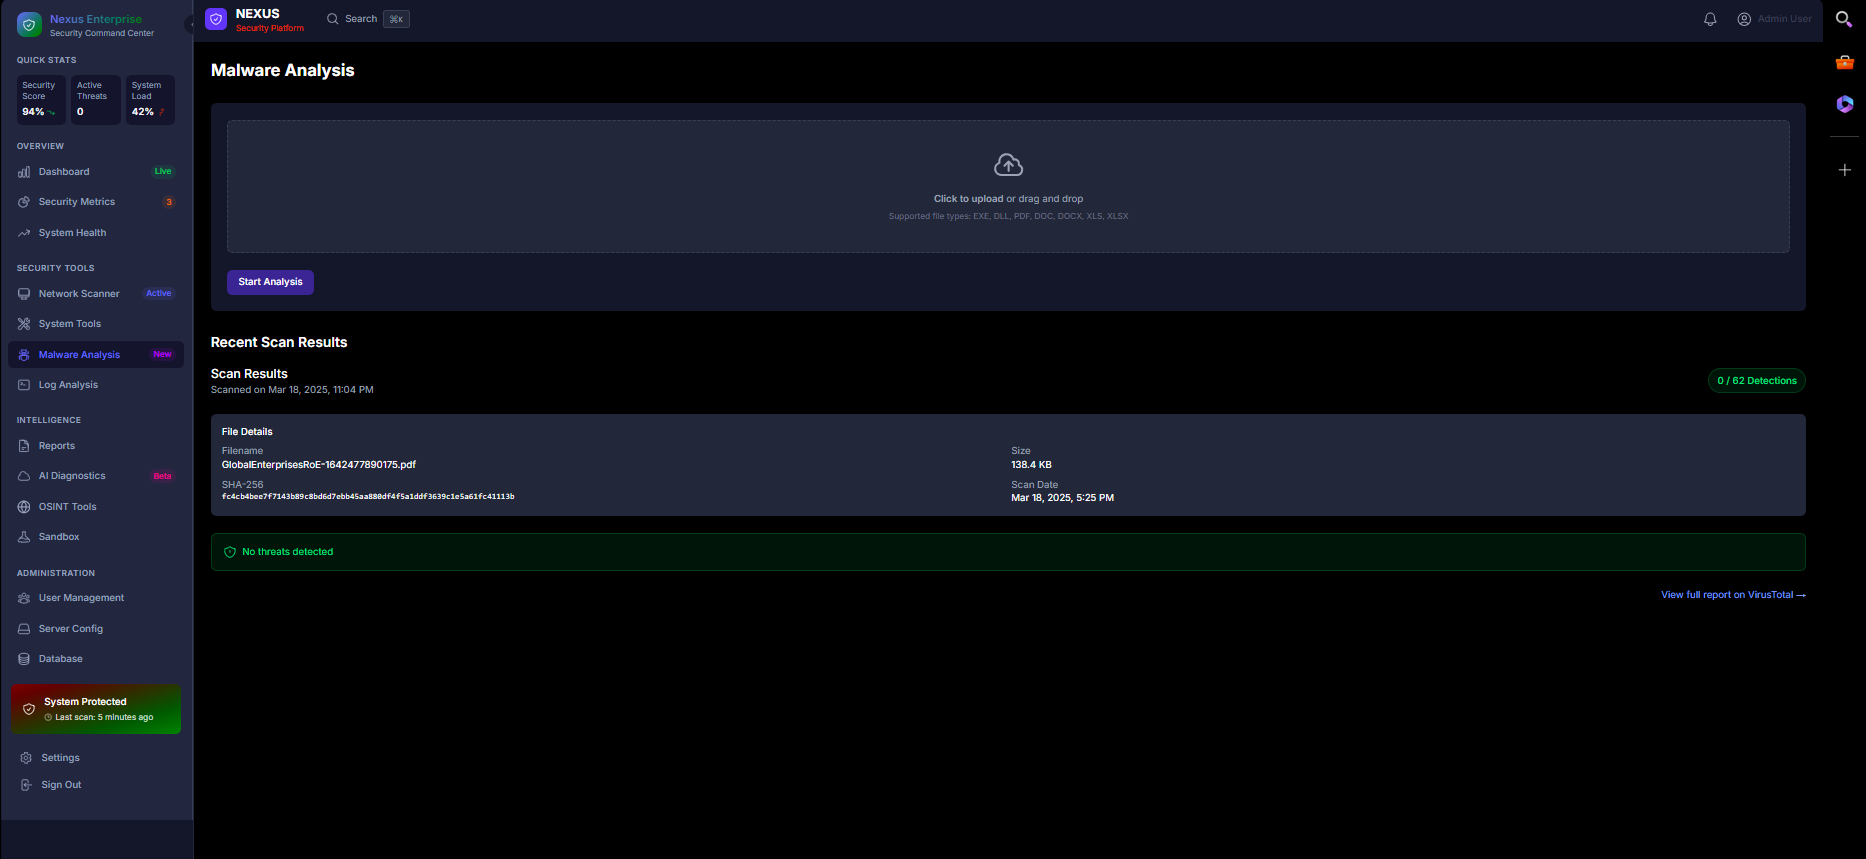 Nexus Enterprise
Security Command Center
QUICK STATS
Security Score
94%
Active Threats
0
System Load
42%
OVERVIEW
Dashboard Live
Security Metrics 3
System Health
SECURITY TOOLS
Network Scanner Active
System Tools
Malware Analysis New
Log Analysis
INTELLIGENCE
Reports
AI Diagnostics Beta
OSINT Tools
Sandbox
ADMINISTRATION
User Management
Server Config
Database
System Protected
Last scan: 5 minutes ago
Settings
Sign Out
NEXUS
Security Platform
Search ⌘K
Admin User
Malware Analysis
Click to upload or drag and drop
Supported file types: EXE, DLL, PDF, DOC, DOCX, XLS, XLSX
Start Analysis
Recent Scan Results
Scan Results
Scanned on Mar 18, 2025, 11:04 PM
0 / 62 Detections
File Details
Filename
GlobalEnterprisesRoE-1642477890175.pdf
Size
138.4 KB
SHA-256
fc4cb4bee7f7143b89c8bd6d7ebb45aa880df4f5a1ddf3639c1e5a61fc41113b
Scan Date
Mar 18, 2025, 5:25 PM
No threats detected
View full report on VirusTotal →